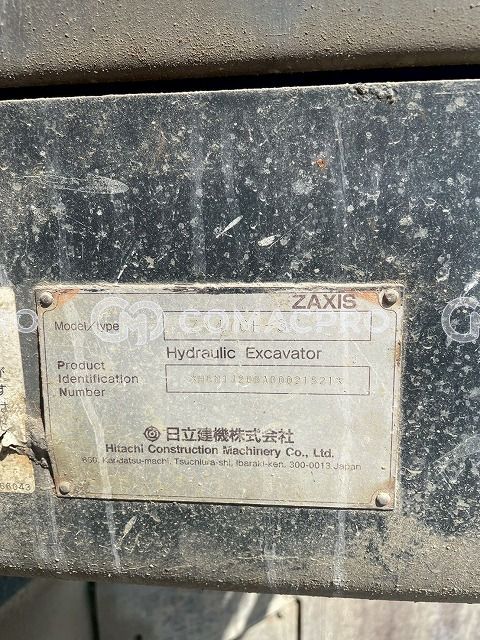 ZAXIS
Model/Type
COMACPRO
Hydraulic Excavator
Product
Identification
Number
日立建機株式会社
Hitachi Construction Machinery Co., Ltd.
650, Kandatsu-machi, Tsuchiura-shi, Ibaraki-ken, 300-0013 Japan